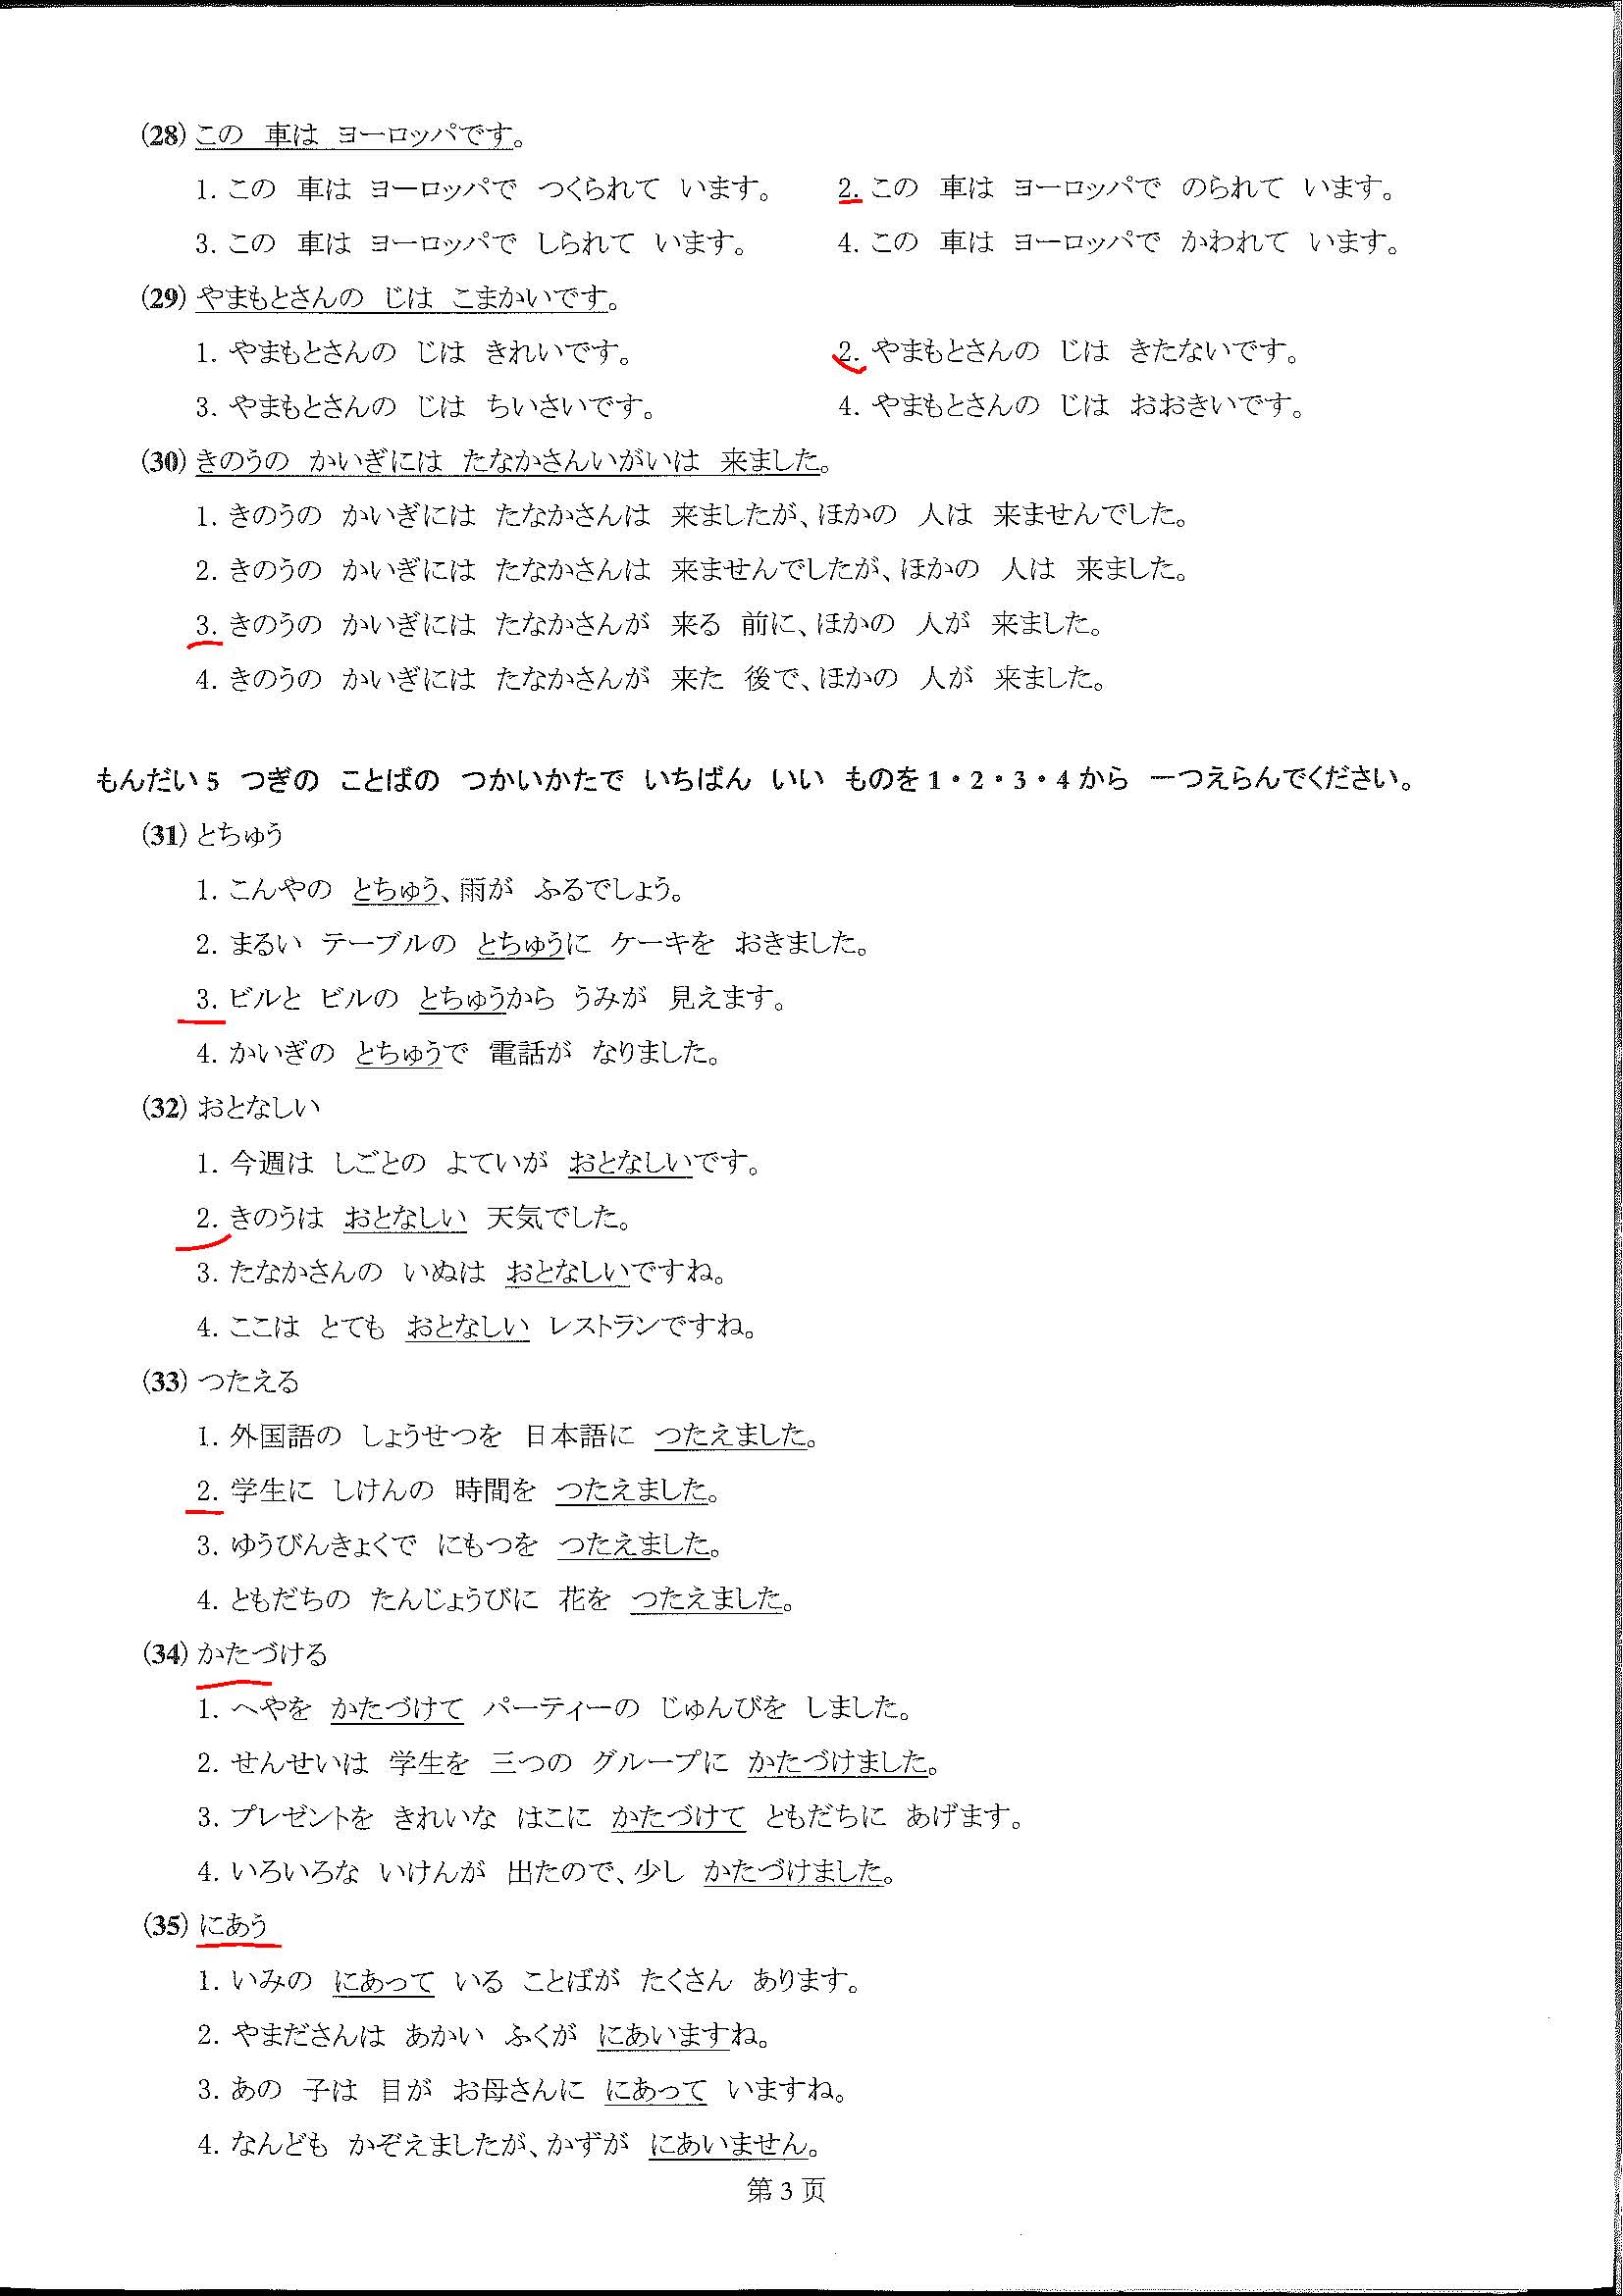 (28) この 車は ヨーロッパです。
1. この 車は ヨーロッパで つくられて います。 2. この 車は ヨーロッパで のられて います。
3. この 車は ヨーロッパで しられて います。 4. この 車は ヨーロッパで かわれて います。
(29) やまもとさんの じは こまかいです。
1. やまもとさんの じは きれいです。 2. やまもとさんの じは きたないです。
3. やまもとさんの じは ちいさいです。 4. やまもとさんの じは おおきいです。
(30) きのうの かいぎには たなかさんいがいは 来ました。
1. きのうの かいぎには たなかさんは 来ましたが、ほかの 人は 来ませんでした。
2. きのうの かいぎには たなかさんは 来ませんでしたが、ほかの 人は 来ました。
3. きのうの かいぎには たなかさんが 来る 前に、ほかの 人が 来ました。
4. きのうの かいぎには たなかさんが 来た 後で、ほかの 人が 来ました。
もんだい5 つぎの ことばの つかいかたで いちばん いい ものを1・2・3・4から 一つえらんでください。
(31) とちゅう
1. こんやの とちゅう、雨が ふるでしょう。
2. まるい テーブルの とちゅうに ケーキを おきました。
3. ビルと ビルの とちゅうから うみが 見えます。
4. かいぎの とちゅうで 電話が なりました。
(32) おとなしい
1. 今週は しごとの よていが おとなしいです。
2. きのうは おとなしい 天気でした。
3. たなかさんの いぬは おとなしいですね。
4. ここは とても おとなしい レストランですね。
(33) つたえる
1. 外国語の しょうせつを 日本語に つたえました。
2. 学生に しけんの 時間を つたえました。
3. ゆうびんきょくで にもつを つたえました。
4. ともだちの たんじょうびに 花を つたえました。
(34) かたづける
1. へやを かたづけて パーティーの じゅんびを しました。
2. せんせいは 学生を 三つの グループに かたづけました。
3. プレゼントを きれいな はこに かたづけて ともだちに あげます。
4. いろいろな いけんが 出たので、少し かたづけました。
(35) にあう
1. いみの にあって いる ことばが たくさん あります。
2. やまださんは あかい ふくが にあいますね。
3. あの 子は 目が お母さんに にあって いますね。
4. なんども かぞえましたが、かずが にあいません。
第3页